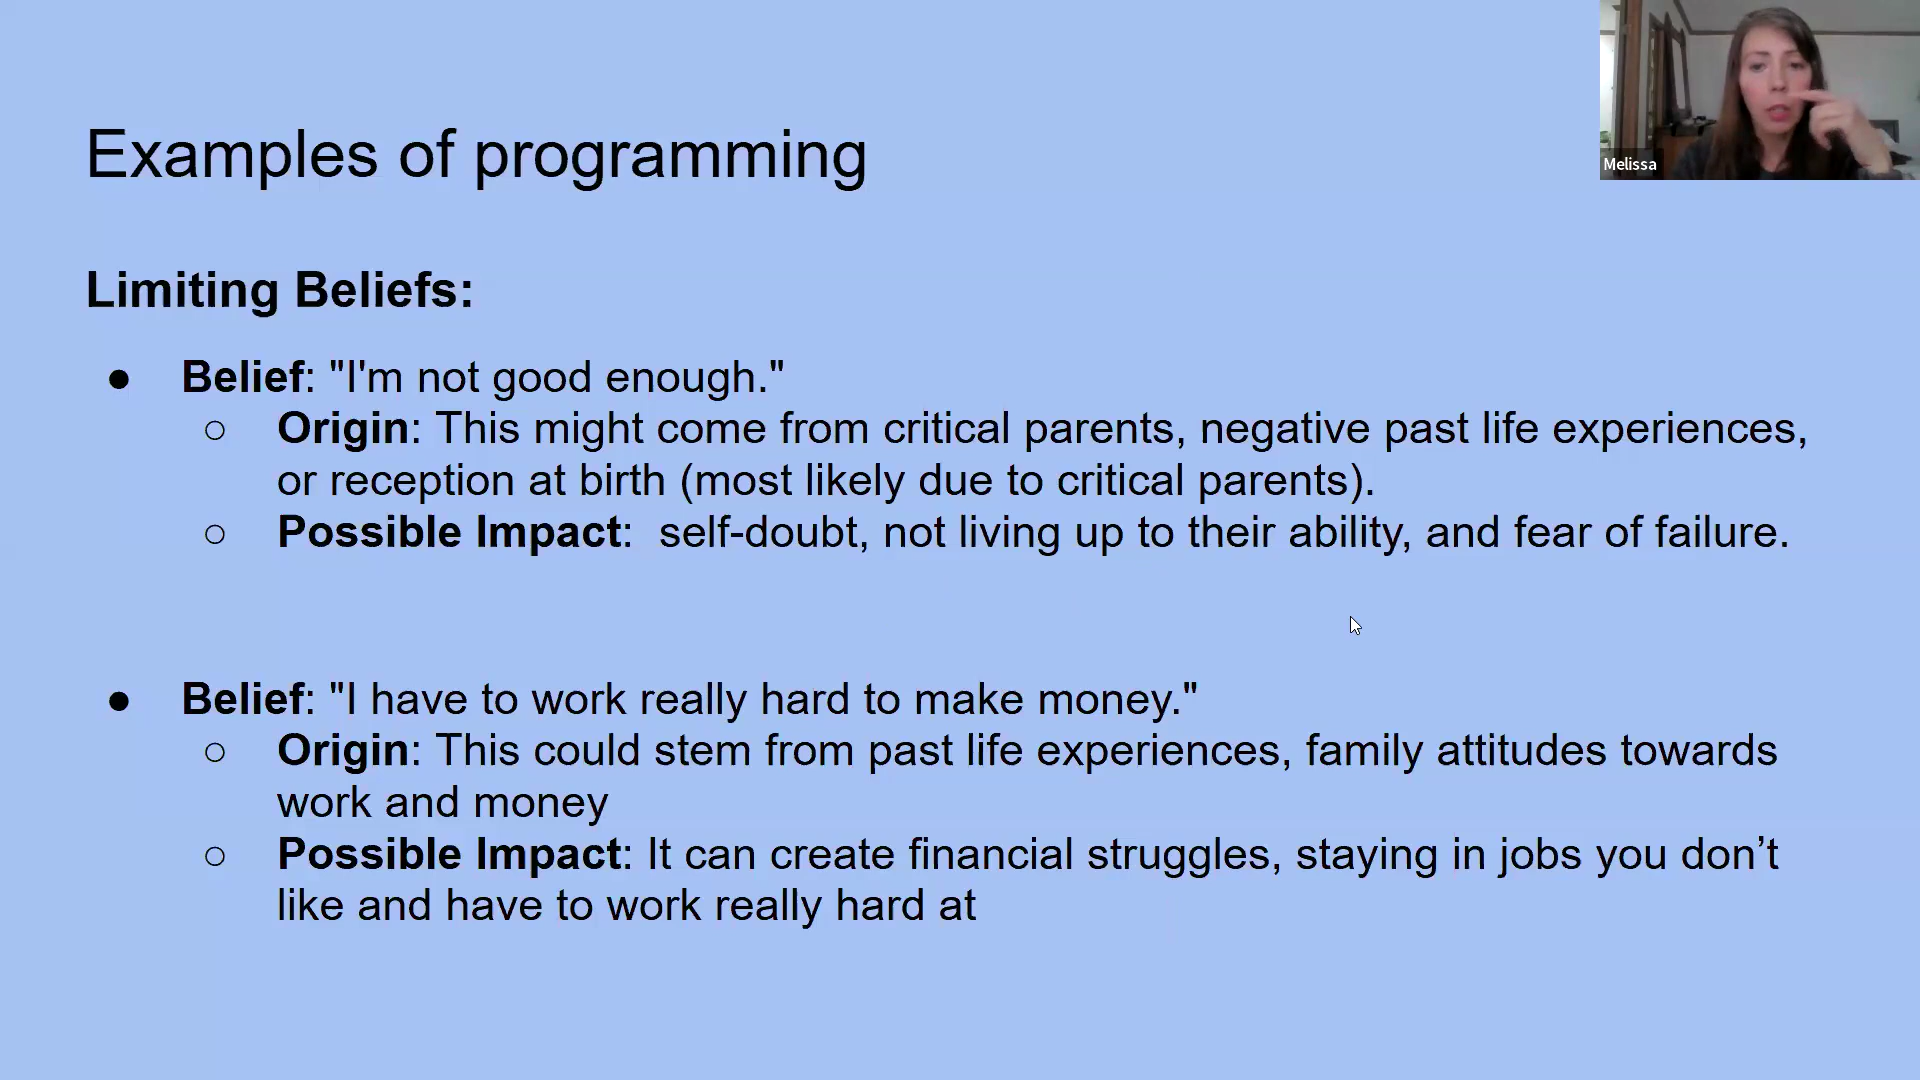 Melissa
Examples of programming
Limiting Beliefs:
● Belief: "I'm not good enough."
○ Origin: This might come from critical parents, negative past life experiences,
or reception at birth (most likely due to critical parents).
○ Possible Impact:  self-doubt, not living up to their ability, and fear of failure.
● Belief: "I have to work really hard to make money."
○ Origin: This could stem from past life experiences, family attitudes towards
work and money
○ Possible Impact: It can create financial struggles, staying in jobs you don’t
like and have to work really hard at